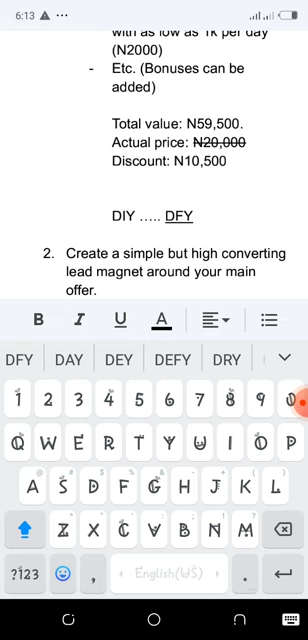 6:13
with as low as 1k per day
(N2000)
- Etc. (Bonuses can be
added)
Total value: N59,500.
Actual price: N20,000
Discount: N10,500
DIY ..... DFY
2. Create a simple but high converting
lead magnet around your main
offer.
B I U A
DFY DAY DEY DEFY DRY
1 2 3 4 5 6 7 8 9 0
Q W E R T Y U I O P
@ # $ % & - + ( )
A S D F G H J K L
Z X C V B N M
?123 , English(US) .